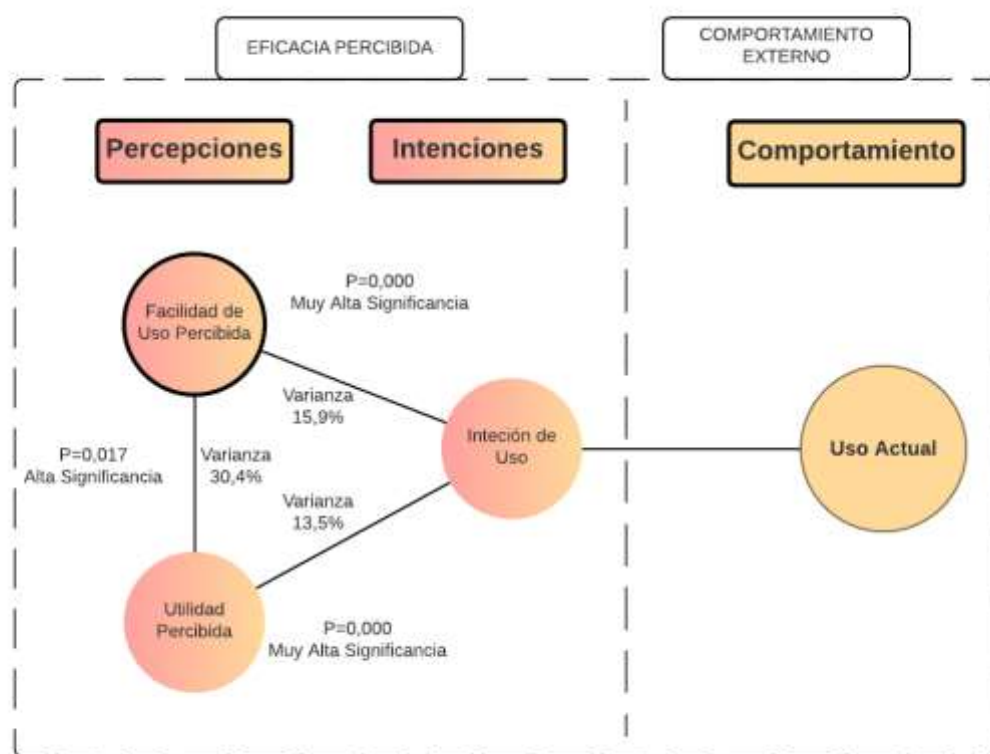 EFICACIA PERCIBIDA
COMPORTAMIENTO
EXTERNO
Percepciones
Intenciones
Comportamiento
P=0,000
Muy Alta Significancia
Facilidad de
Uso Percibida
Varianza
15,9%
P=0,017
Alta Significancia
Varianza
30,4%
Inteción de
Uso
Uso Actual
Varianza
13,5%
Utilidad
Percibida
P=0,000
Muy Alta Significancia